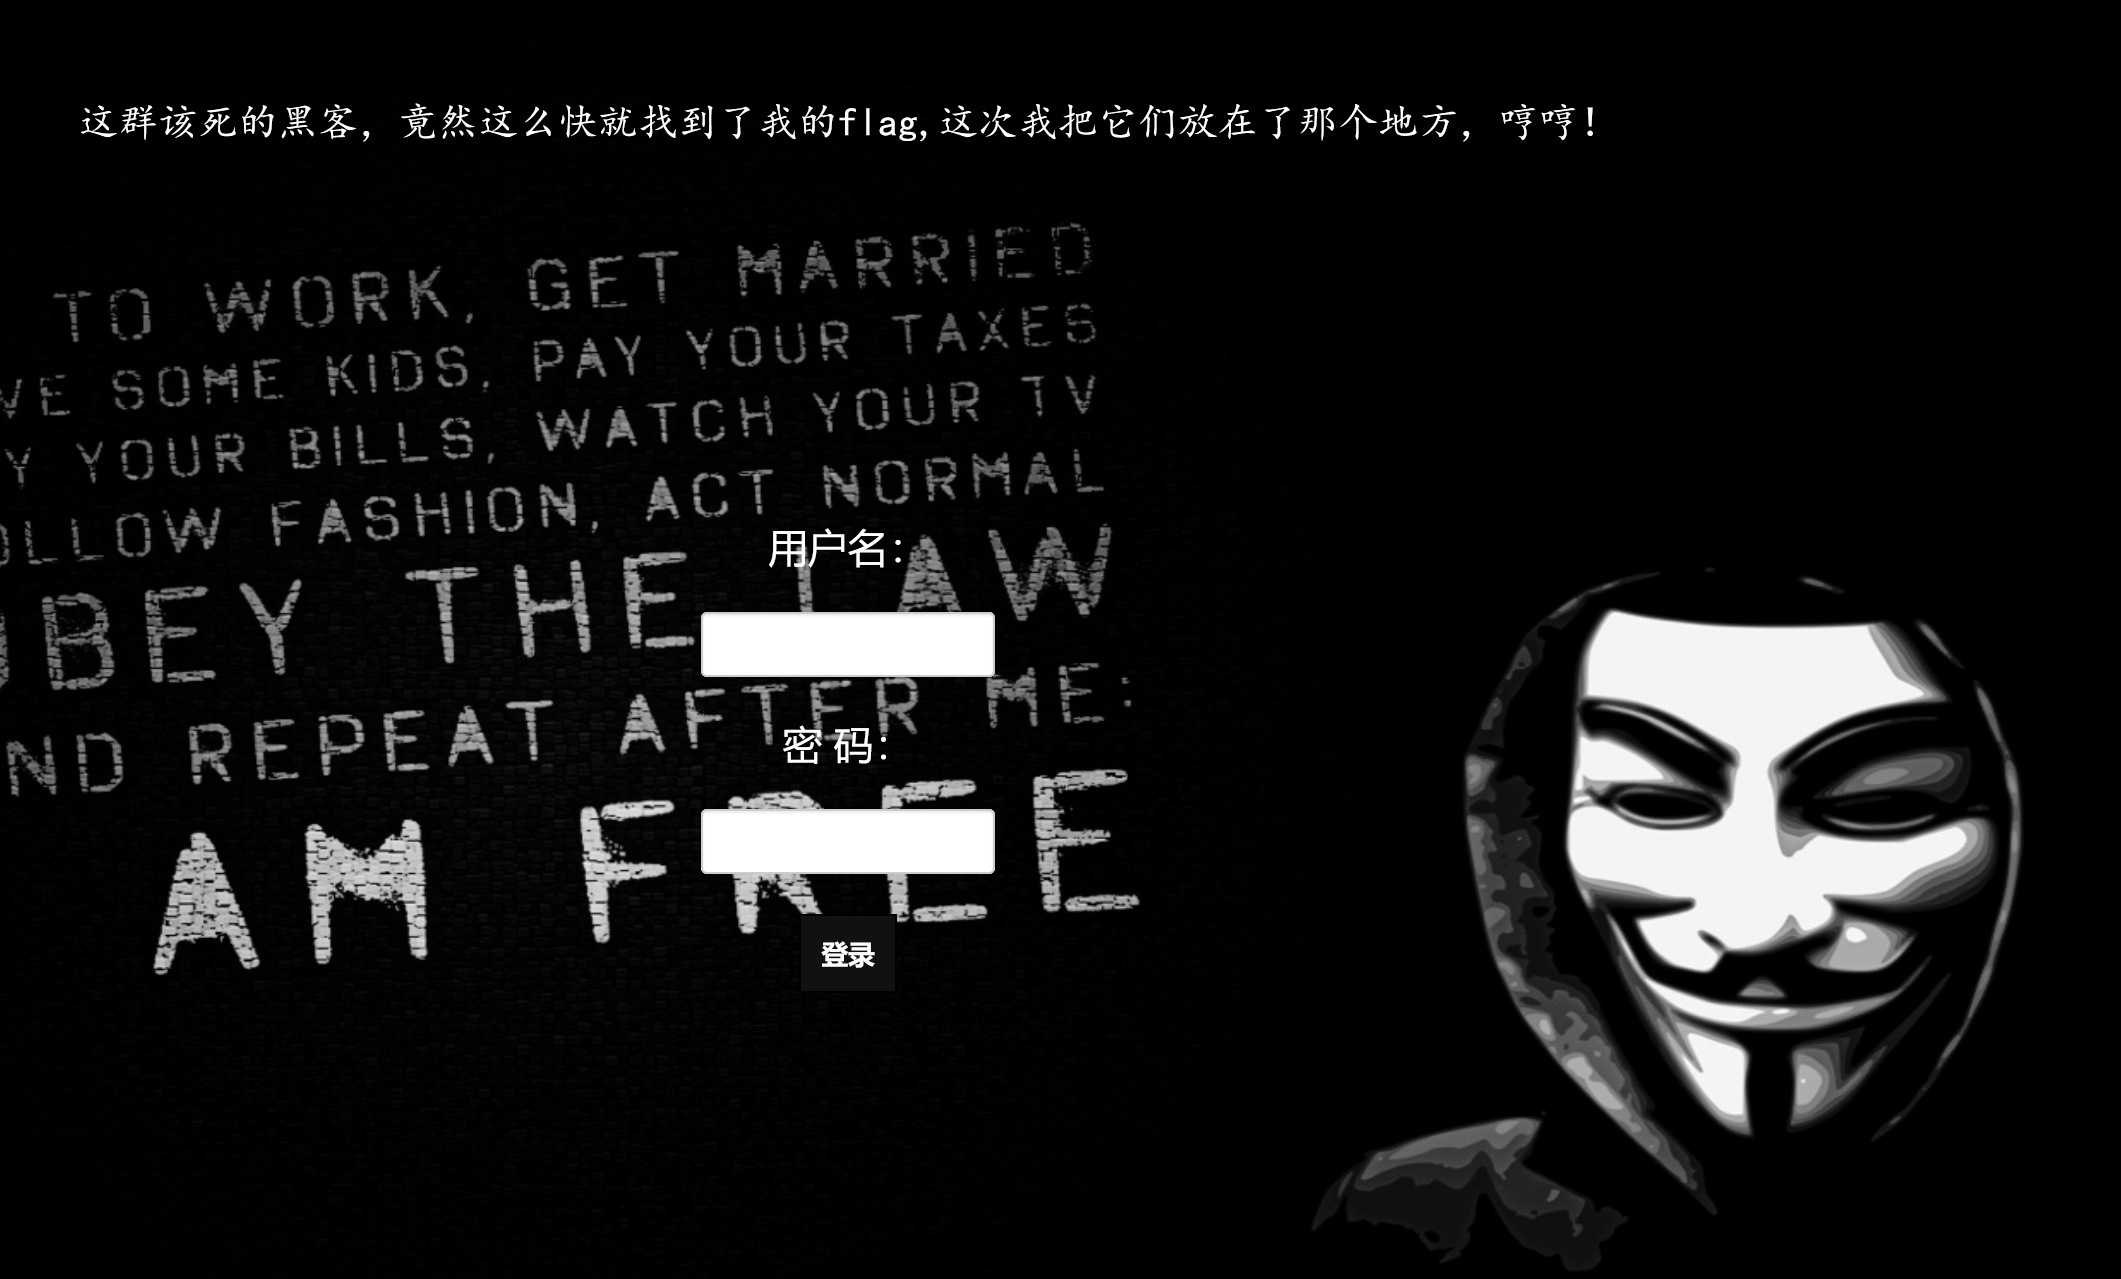 这群该死的黑客，竟然这么快就找到了我的flag,这次我把它们放在了那个地方，哼哼！
TO WORK, GET MARRIED
VE SOME KIDS, PAY YOUR TAXES
Y YOUR BILLS, WATCH YOUR TV
OLLOW FASHION, ACT NORMAL
OBEY THE LAW
ND REPEAT AFTER ME:
AM FREE
用户名：
密 码：
登录